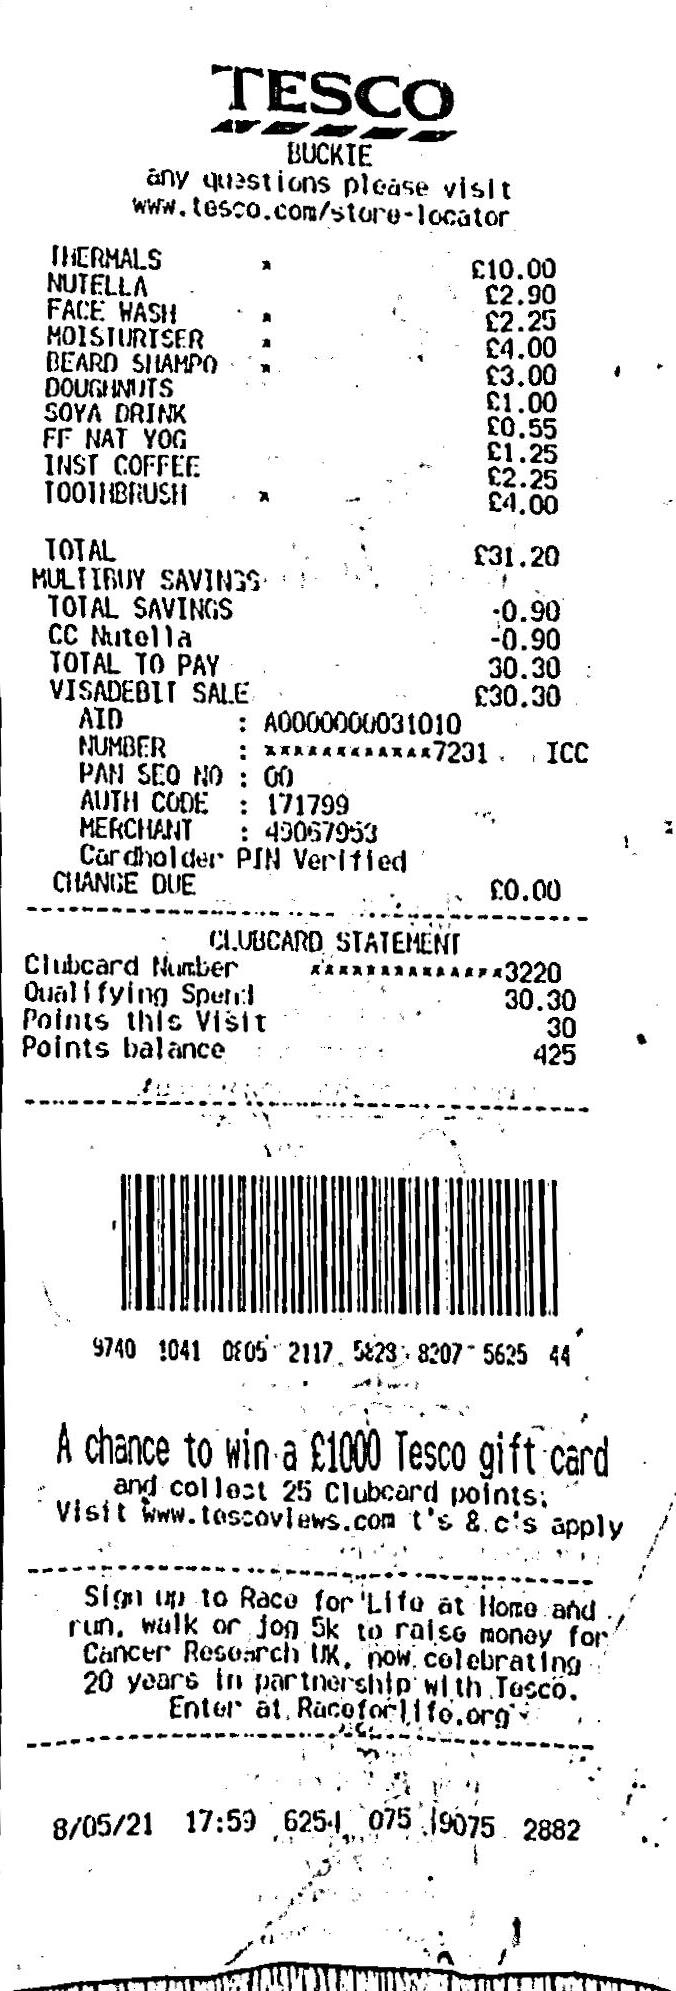 TESCO
BUCKIE
any questions please visit
www.tesco.com/store-locator
THERMALS * £10.00
NUTELLA £2.90
FACE WASH * £2.25
MOISTURISER * £4.00
BEARD SHAMPO * £3.00
DOUGHNUTS £1.00
SOYA DRINK £0.55
FF NAT YOG £1.25
INST COFFEE £2.25
TOOTHBRUSH * £4.00
TOTAL £31.20
MULTIBUY SAVINGS
TOTAL SAVINGS -0.90
CC Nutella -0.90
TOTAL TO PAY 30.30
VISADEBIT SALE £30.30
AID : A0000000031010
NUMBER : ************7231 ICC
PAN SEQ NO : 00
AUTH CODE : 171799
MERCHANT : 49067953
Cardholder PIN Verified
CHANGE DUE £0.00
CLUBCARD STATEMENT
Clubcard Number **************3220
Qualifying Spend 30.30
Points this Visit 30
Points balance 425
9740 1041 0805 2117 5823 8207 5625 44
A chance to win a £1000 Tesco gift card
and collect 25 Clubcard points.
Visit www.tescoviews.com t's & c's apply
Sign up to Race for Life at Home and
run, walk or jog 5k to raise money for
Cancer Research UK, now celebrating
20 years in partnership with Tesco.
Enter at Raceforlife.org
8/05/21 17:59 6254 075 9075 2882